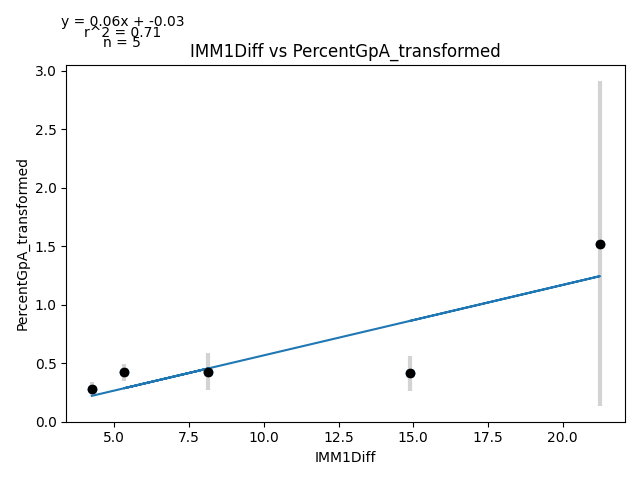 y = 0.06x + -0.03
r^2 = 0.71
n = 5
IMM1Diff vs PercentGpA_transformed
PercentGpA_transformed
3.0
2.5
2.0
1.5
1.0
0.5
0.0
5.0 7.5 10.0 12.5 15.0 17.5 20.0
IMM1Diff